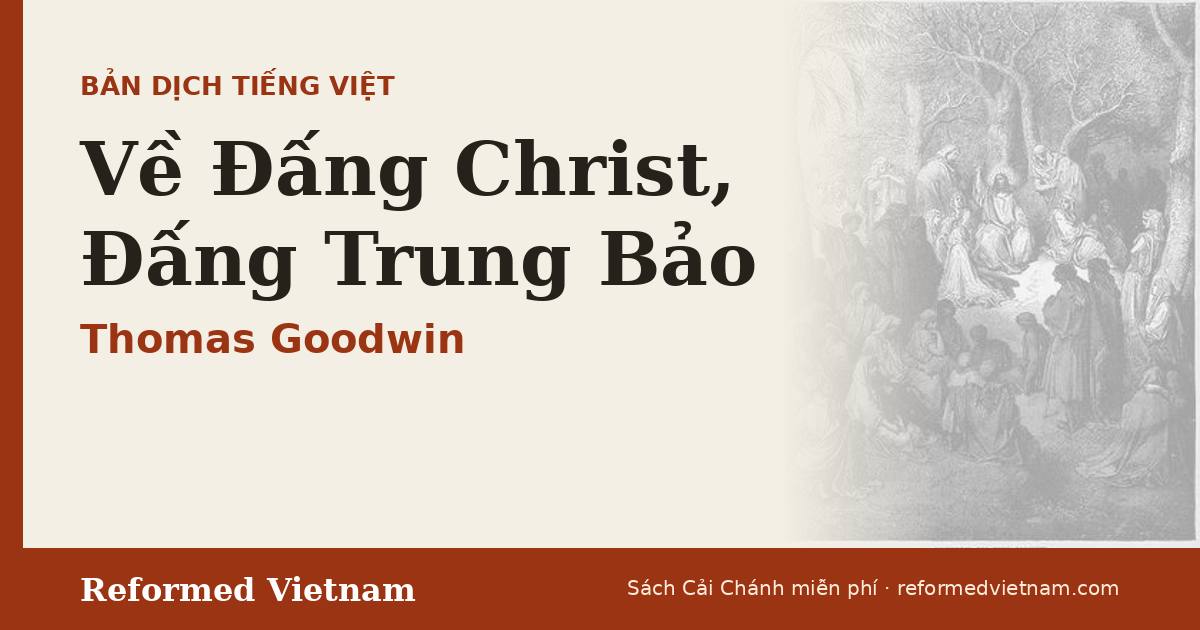 BẢN DỊCH TIẾNG VIỆT
Về Đấng Christ,
Đấng Trung Bảo
Thomas Goodwin
Reformed Vietnam
Sách Cải Chánh miễn phí · reformedvietnam.com